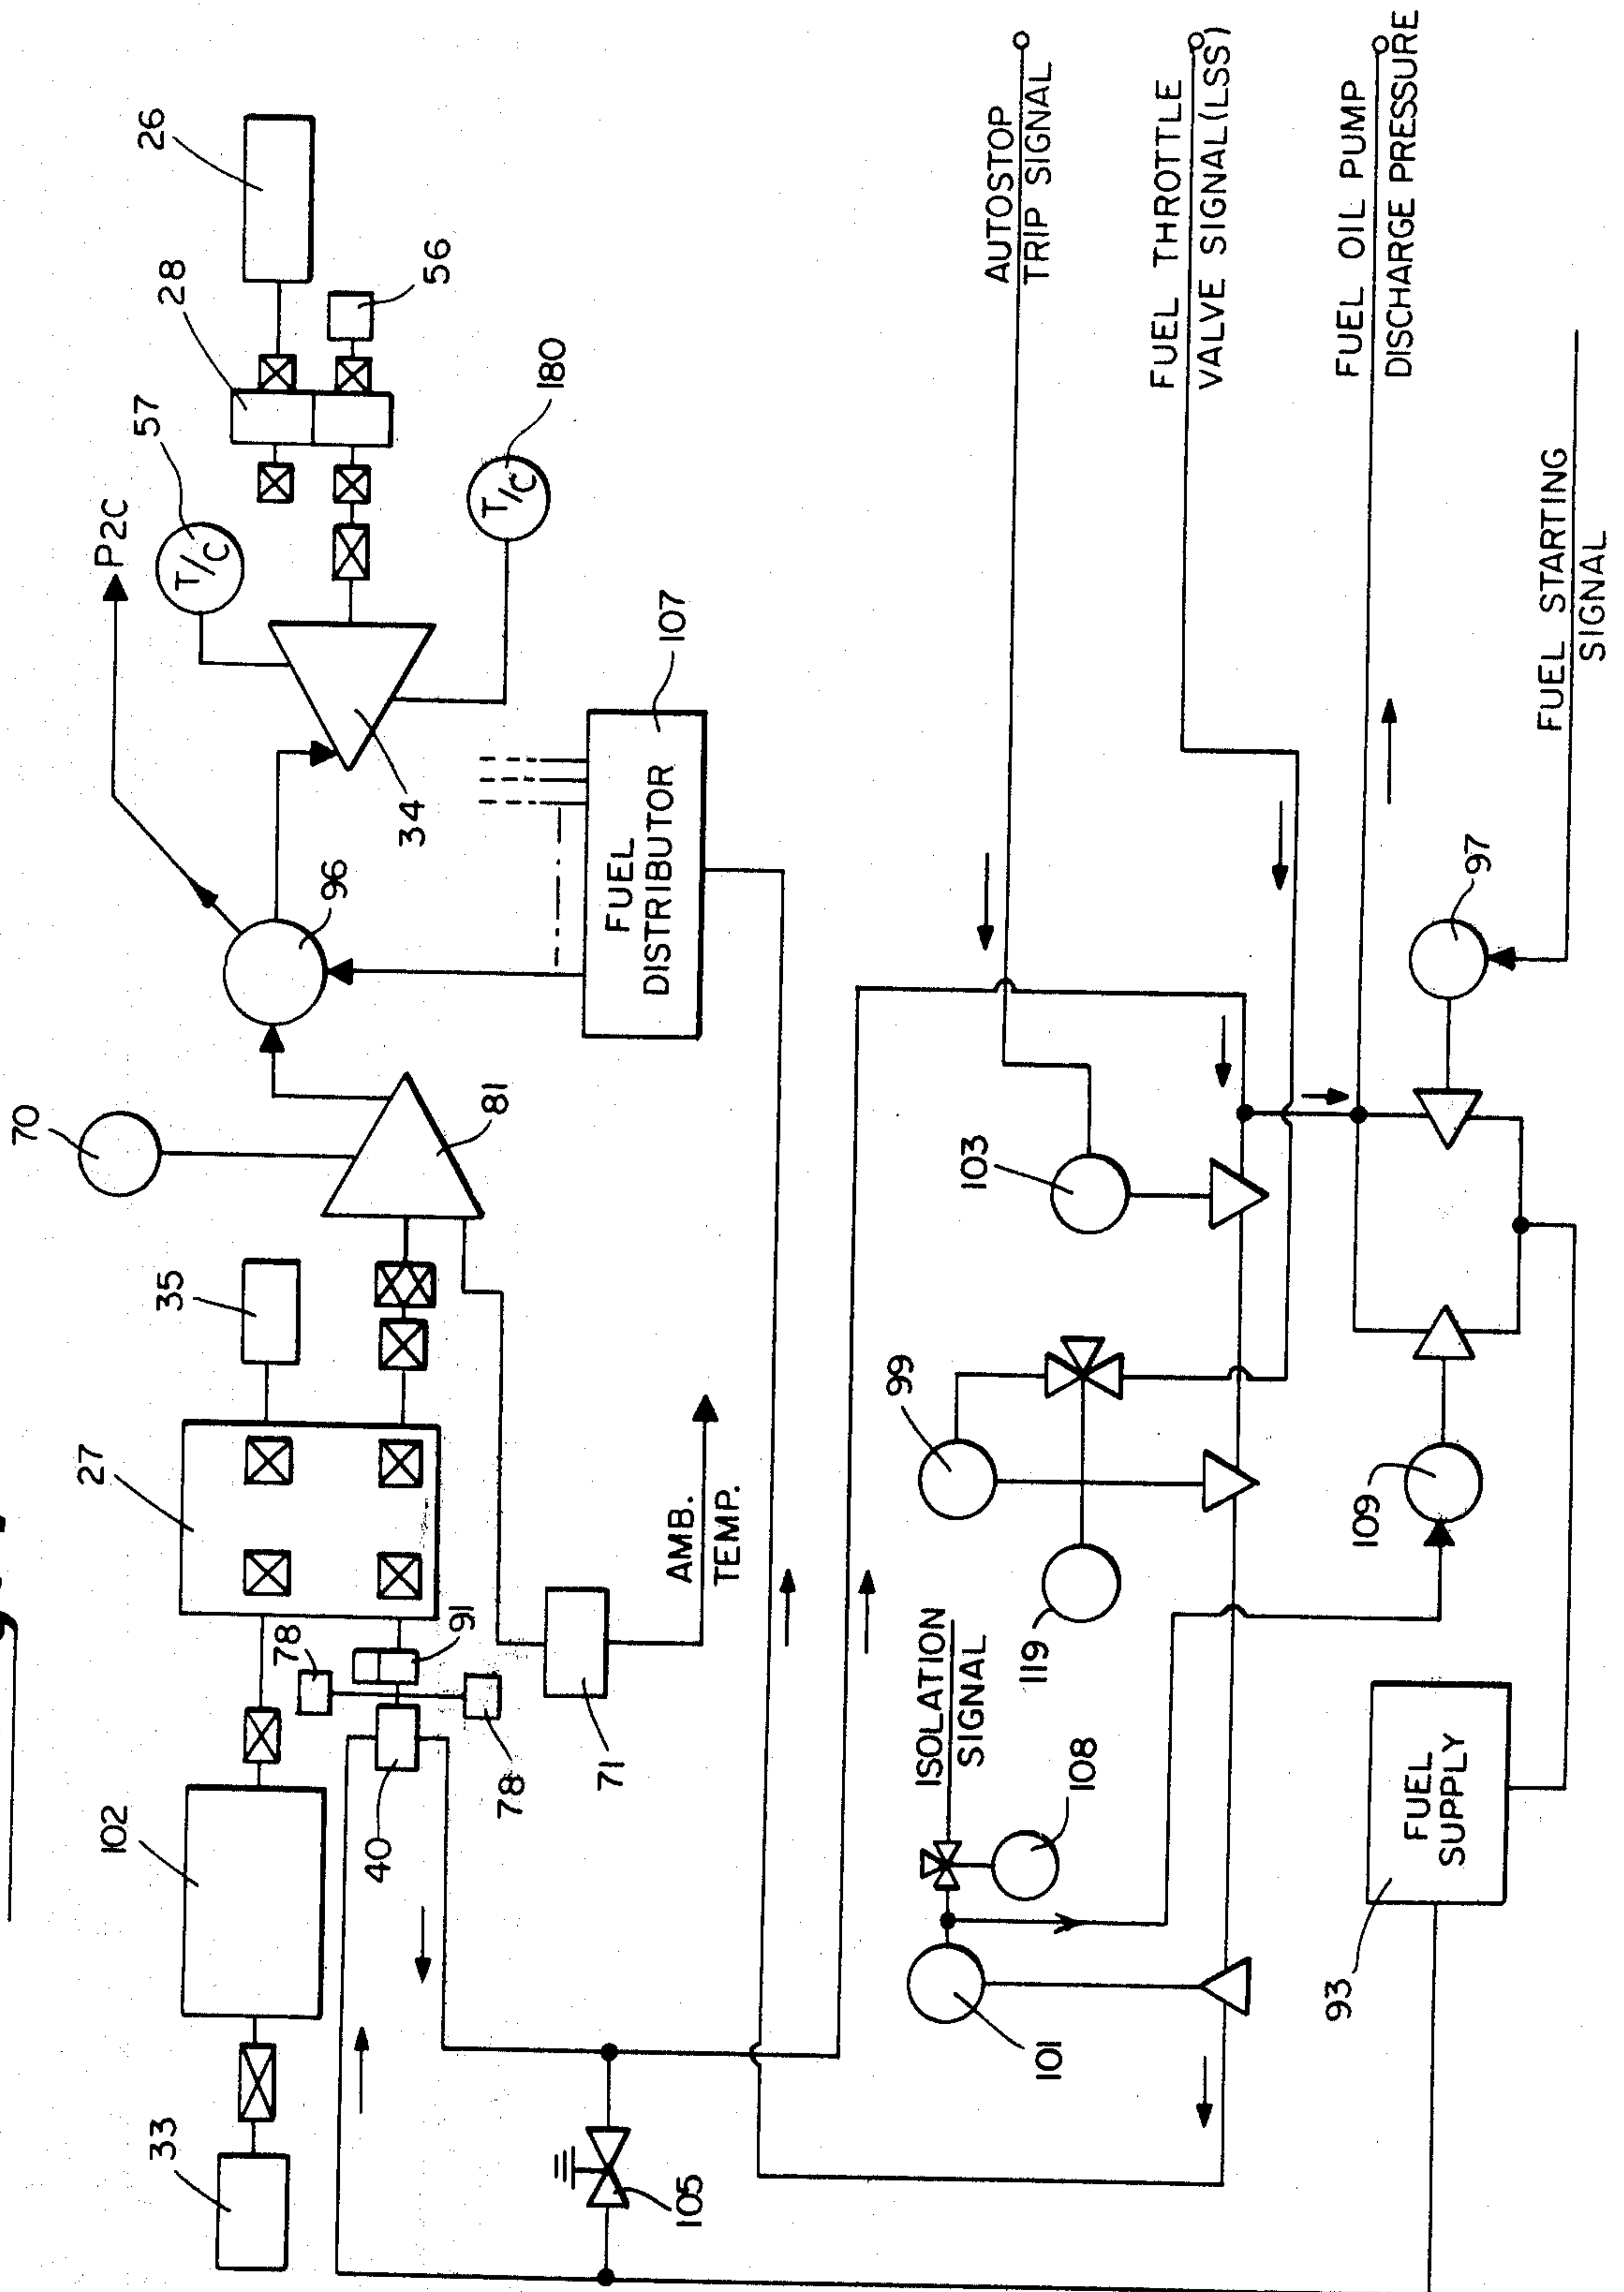 70
27
102
P2C
57
26
33
35
28
T/C
78
96
40
34
56
91
81
T/C
78
180
71
FUEL
DISTRIBUTOR
107
105
AMB.
TEMP.
99
ISOLATION
SIGNAL
103
AUTOSTOP
TRIP SIGNAL
119
101
108
FUEL THROTTLE
VALVE SIGNAL(LSS)
93
109
FUEL OIL PUMP
DISCHARGE PRESSURE
FUEL
SUPPLY
97
FUEL STARTING
SIGNAL